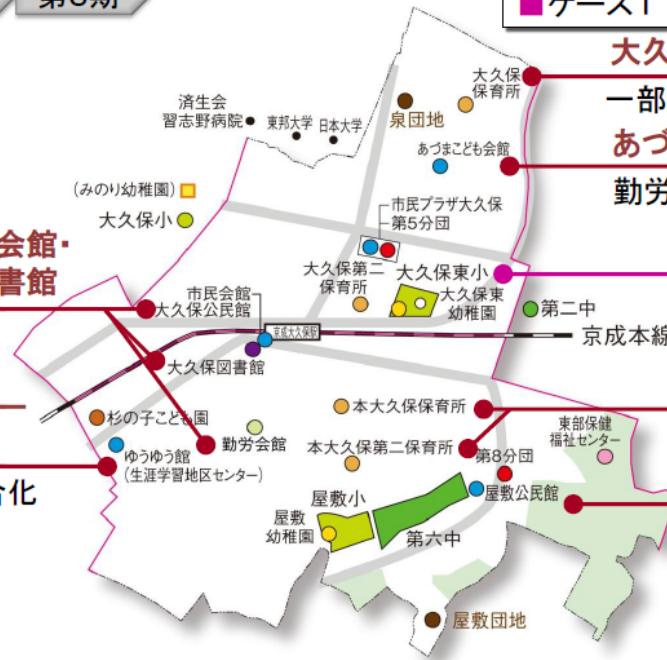 第3期
■ケース1
大久
大久保
保育所
一部
済生会
習志野病院
東邦大学
日本大学
泉団地
あづ
あづまこども会館
勤労
(みのり幼稚園)
市民プラザ大久保
第5分団
大久保小
会館・
書館
大久保第二
保育所
大久保東小
市民会館
大久保公民館
大久保東
幼稚園
第二中
京成大久保駅
京成本線
大久保図書館
本大久保保育所
杉の子こども園
勤労会館
東部保健
福祉センター
ゆうゆう館
(生涯学習地区センター)
本大久保第二保育所
第8分団
合化
屋敷公民館
屋敷小
屋敷
幼稚園
第六中
屋敷団地